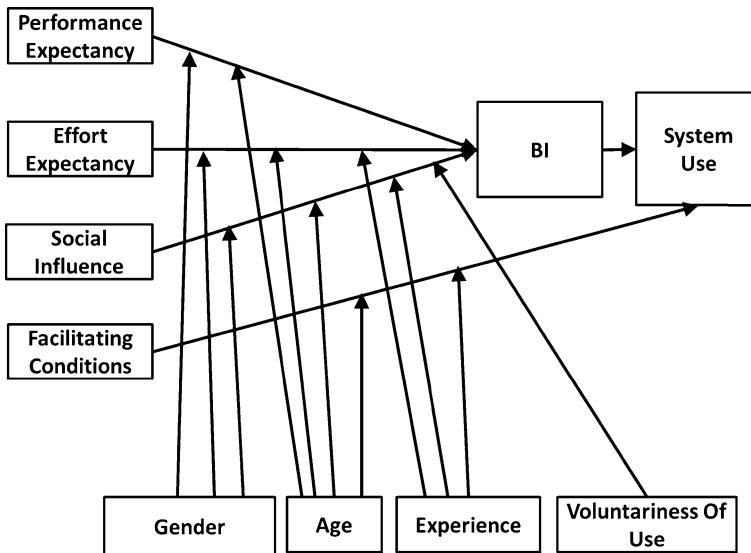 Performance
Expectancy
Effort
Expectancy
BI
System
Use
Social
Influence
Facilitating
Conditions
Gender
Age
Experience
Voluntariness Of
Use